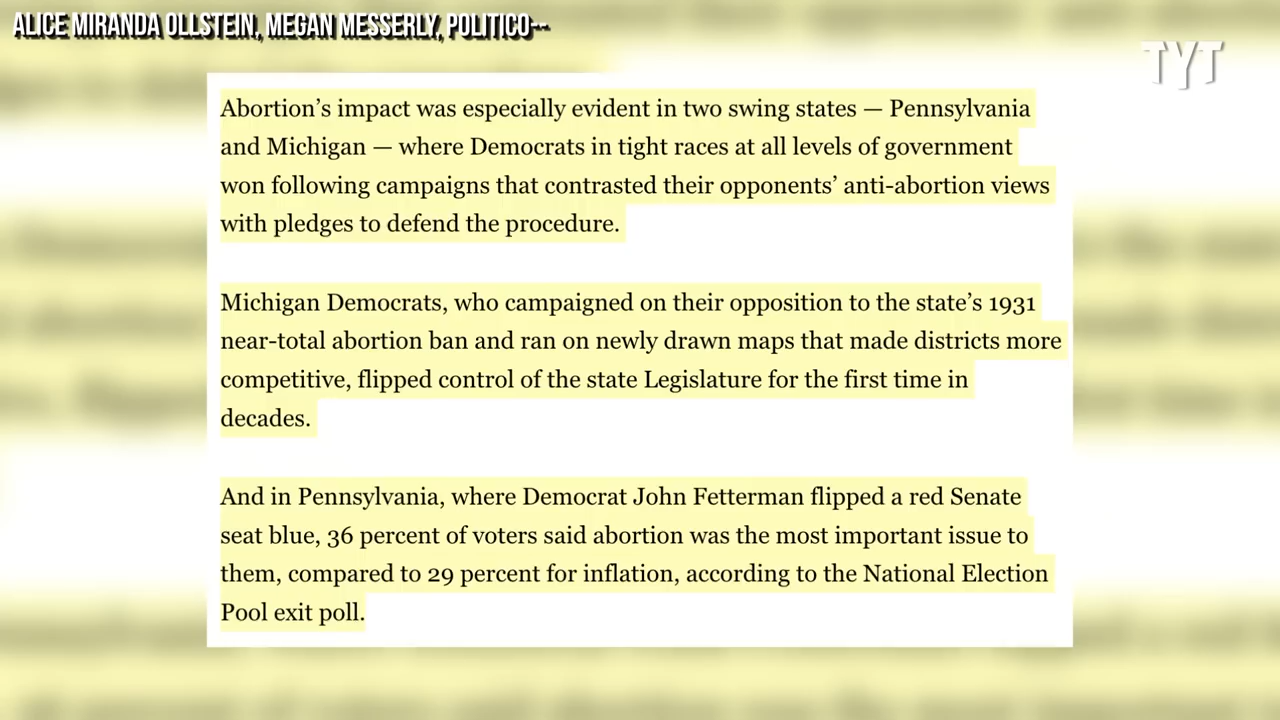 ALICE MIRANDA OLLSTEIN, MEGAN MESSERLY, POLITICO--
TYT
Abortion’s impact was especially evident in two swing states — Pennsylvania
and Michigan — where Democrats in tight races at all levels of government
won following campaigns that contrasted their opponents’ anti-abortion views
with pledges to defend the procedure.
Michigan Democrats, who campaigned on their opposition to the state’s 1931
near-total abortion ban and ran on newly drawn maps that made districts more
competitive, flipped control of the state Legislature for the first time in
decades.
And in Pennsylvania, where Democrat John Fetterman flipped a red Senate
seat blue, 36 percent of voters said abortion was the most important issue to
them, compared to 29 percent for inflation, according to the National Election
Pool exit poll.